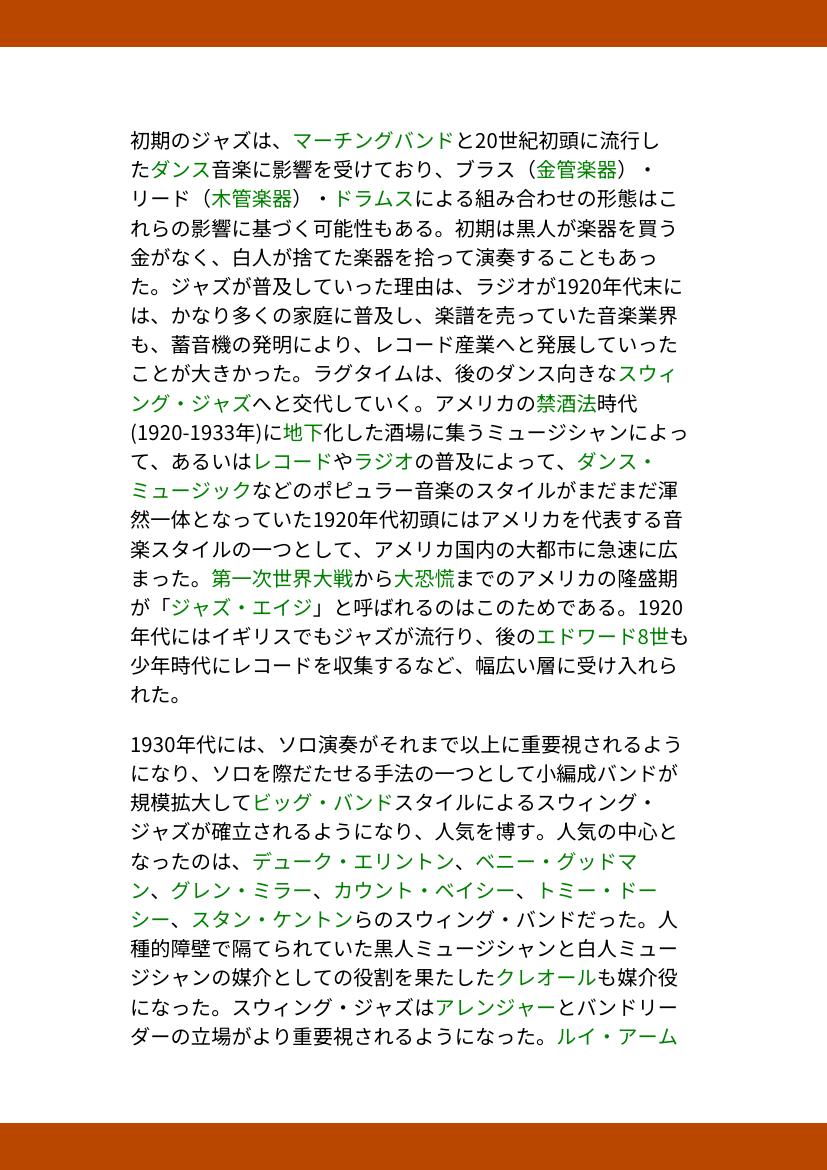 初期のジャズは、マーチングバンドと20世紀初頭に流行し
たダンス音楽に影響を受けており、ブラス（金管楽器）・
リード（木管楽器）・ドラムスによる組み合わせの形態はこ
れらの影響に基づく可能性もある。初期は黒人が楽器を買う
金がなく、白人が捨てた楽器を拾って演奏することもあっ
た。ジャズが普及していった理由は、ラジオが1920年代末に
は、かなり多くの家庭に普及し、楽譜を売っていた音楽業界
も、蓄音機の発明により、レコード産業へと発展していった
ことが大きかった。ラグタイムは、後のダンス向きなスウィ
ング・ジャズへと交代していく。アメリカの禁酒法時代
(1920-1933年)に地下化した酒場に集うミュージシャンによっ
て、あるいはレコードやラジオの普及によって、ダンス・
ミュージックなどのポピュラー音楽のスタイルがまだまだ渾
然一体となっていた1920年代初頭にはアメリカを代表する音
楽スタイルの一つとして、アメリカ国内の大都市に急速に広
まった。第一次世界大戦から大恐慌までのアメリカの隆盛期
が「ジャズ・エイジ」と呼ばれるのはこのためである。1920
年代にはイギリスでもジャズが流行り、後のエドワード8世も
少年時代にレコードを収集するなど、幅広い層に受け入れら
れた。
1930年代には、ソロ演奏がそれまで以上に重要視されるよう
になり、ソロを際だたせる手法の一つとして小編成バンドが
規模拡大してビッグ・バンドスタイルによるスウィング・
ジャズが確立されるようになり、人気を博す。人気の中心と
なったのは、デューク・エリントン、ベニー・グッドマ
ン、グレン・ミラー、カウント・ベイシー、トミー・ドー
シー、スタン・ケントンらのスウィング・バンドだった。人
種的障壁で隔てられていた黒人ミュージシャンと白人ミュー
ジシャンの媒介としての役割を果たしたクレオールも媒介役
になった。スウィング・ジャズはアレンジャーとバンドリー
ダーの立場がより重要視されるようになった。ルイ・アーム